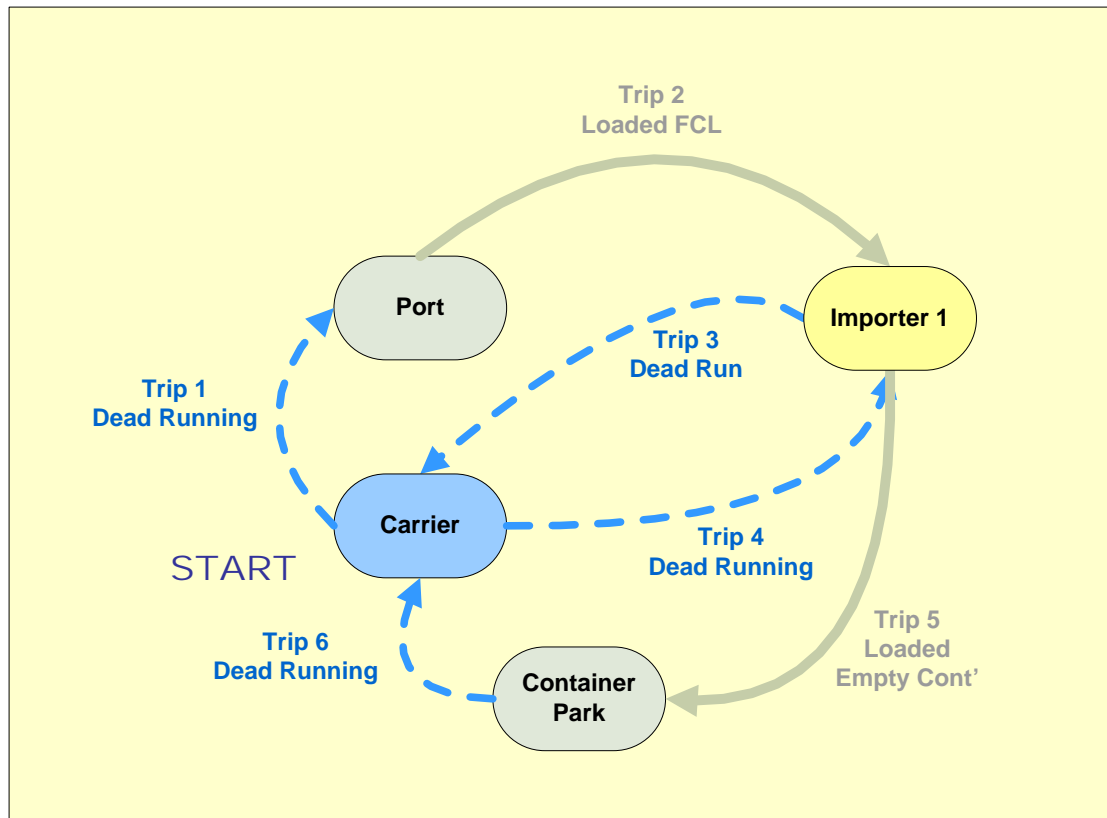 Trip 2
Loaded FCL
Port
Importer 1
Trip 3
Dead Run
Trip 1
Dead Running
Carrier
Trip 4
Dead Running
START
Trip 6
Dead Running
Trip 5
Loaded
Empty Cont’
Container
Park